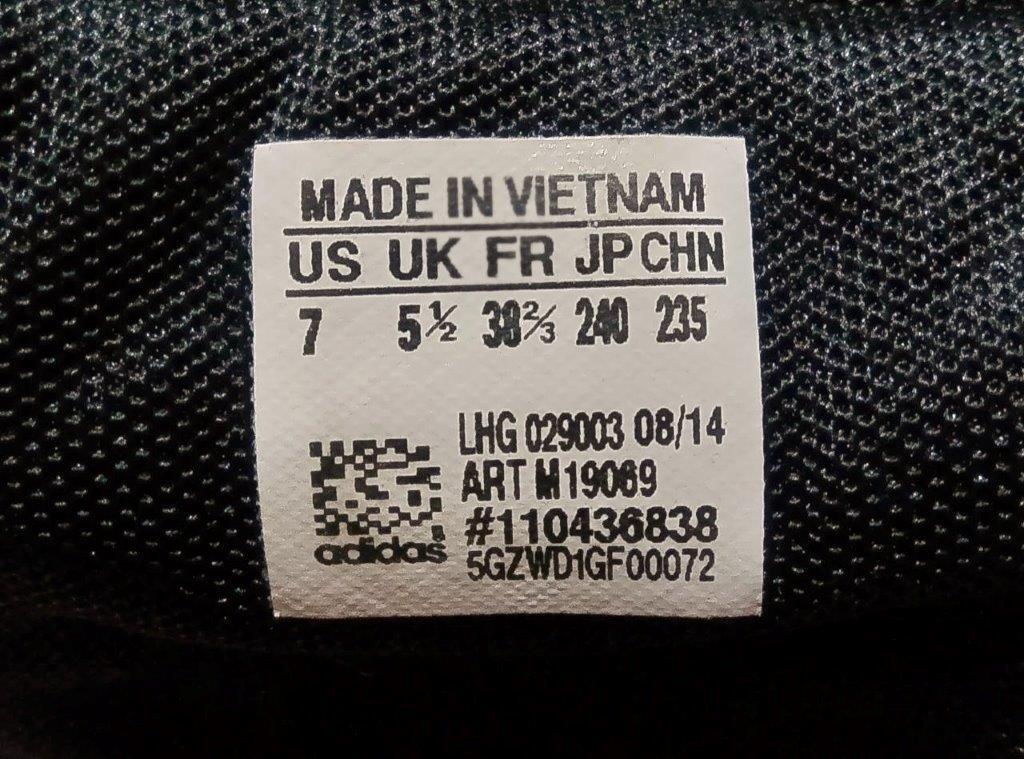 MADE IN VIETNAM
US UK FR JP CHN
7 5½ 38⅔ 240 235
LHG 029003 08/14
ART M19069
#110436838
adidas 5GZWD1GF00072